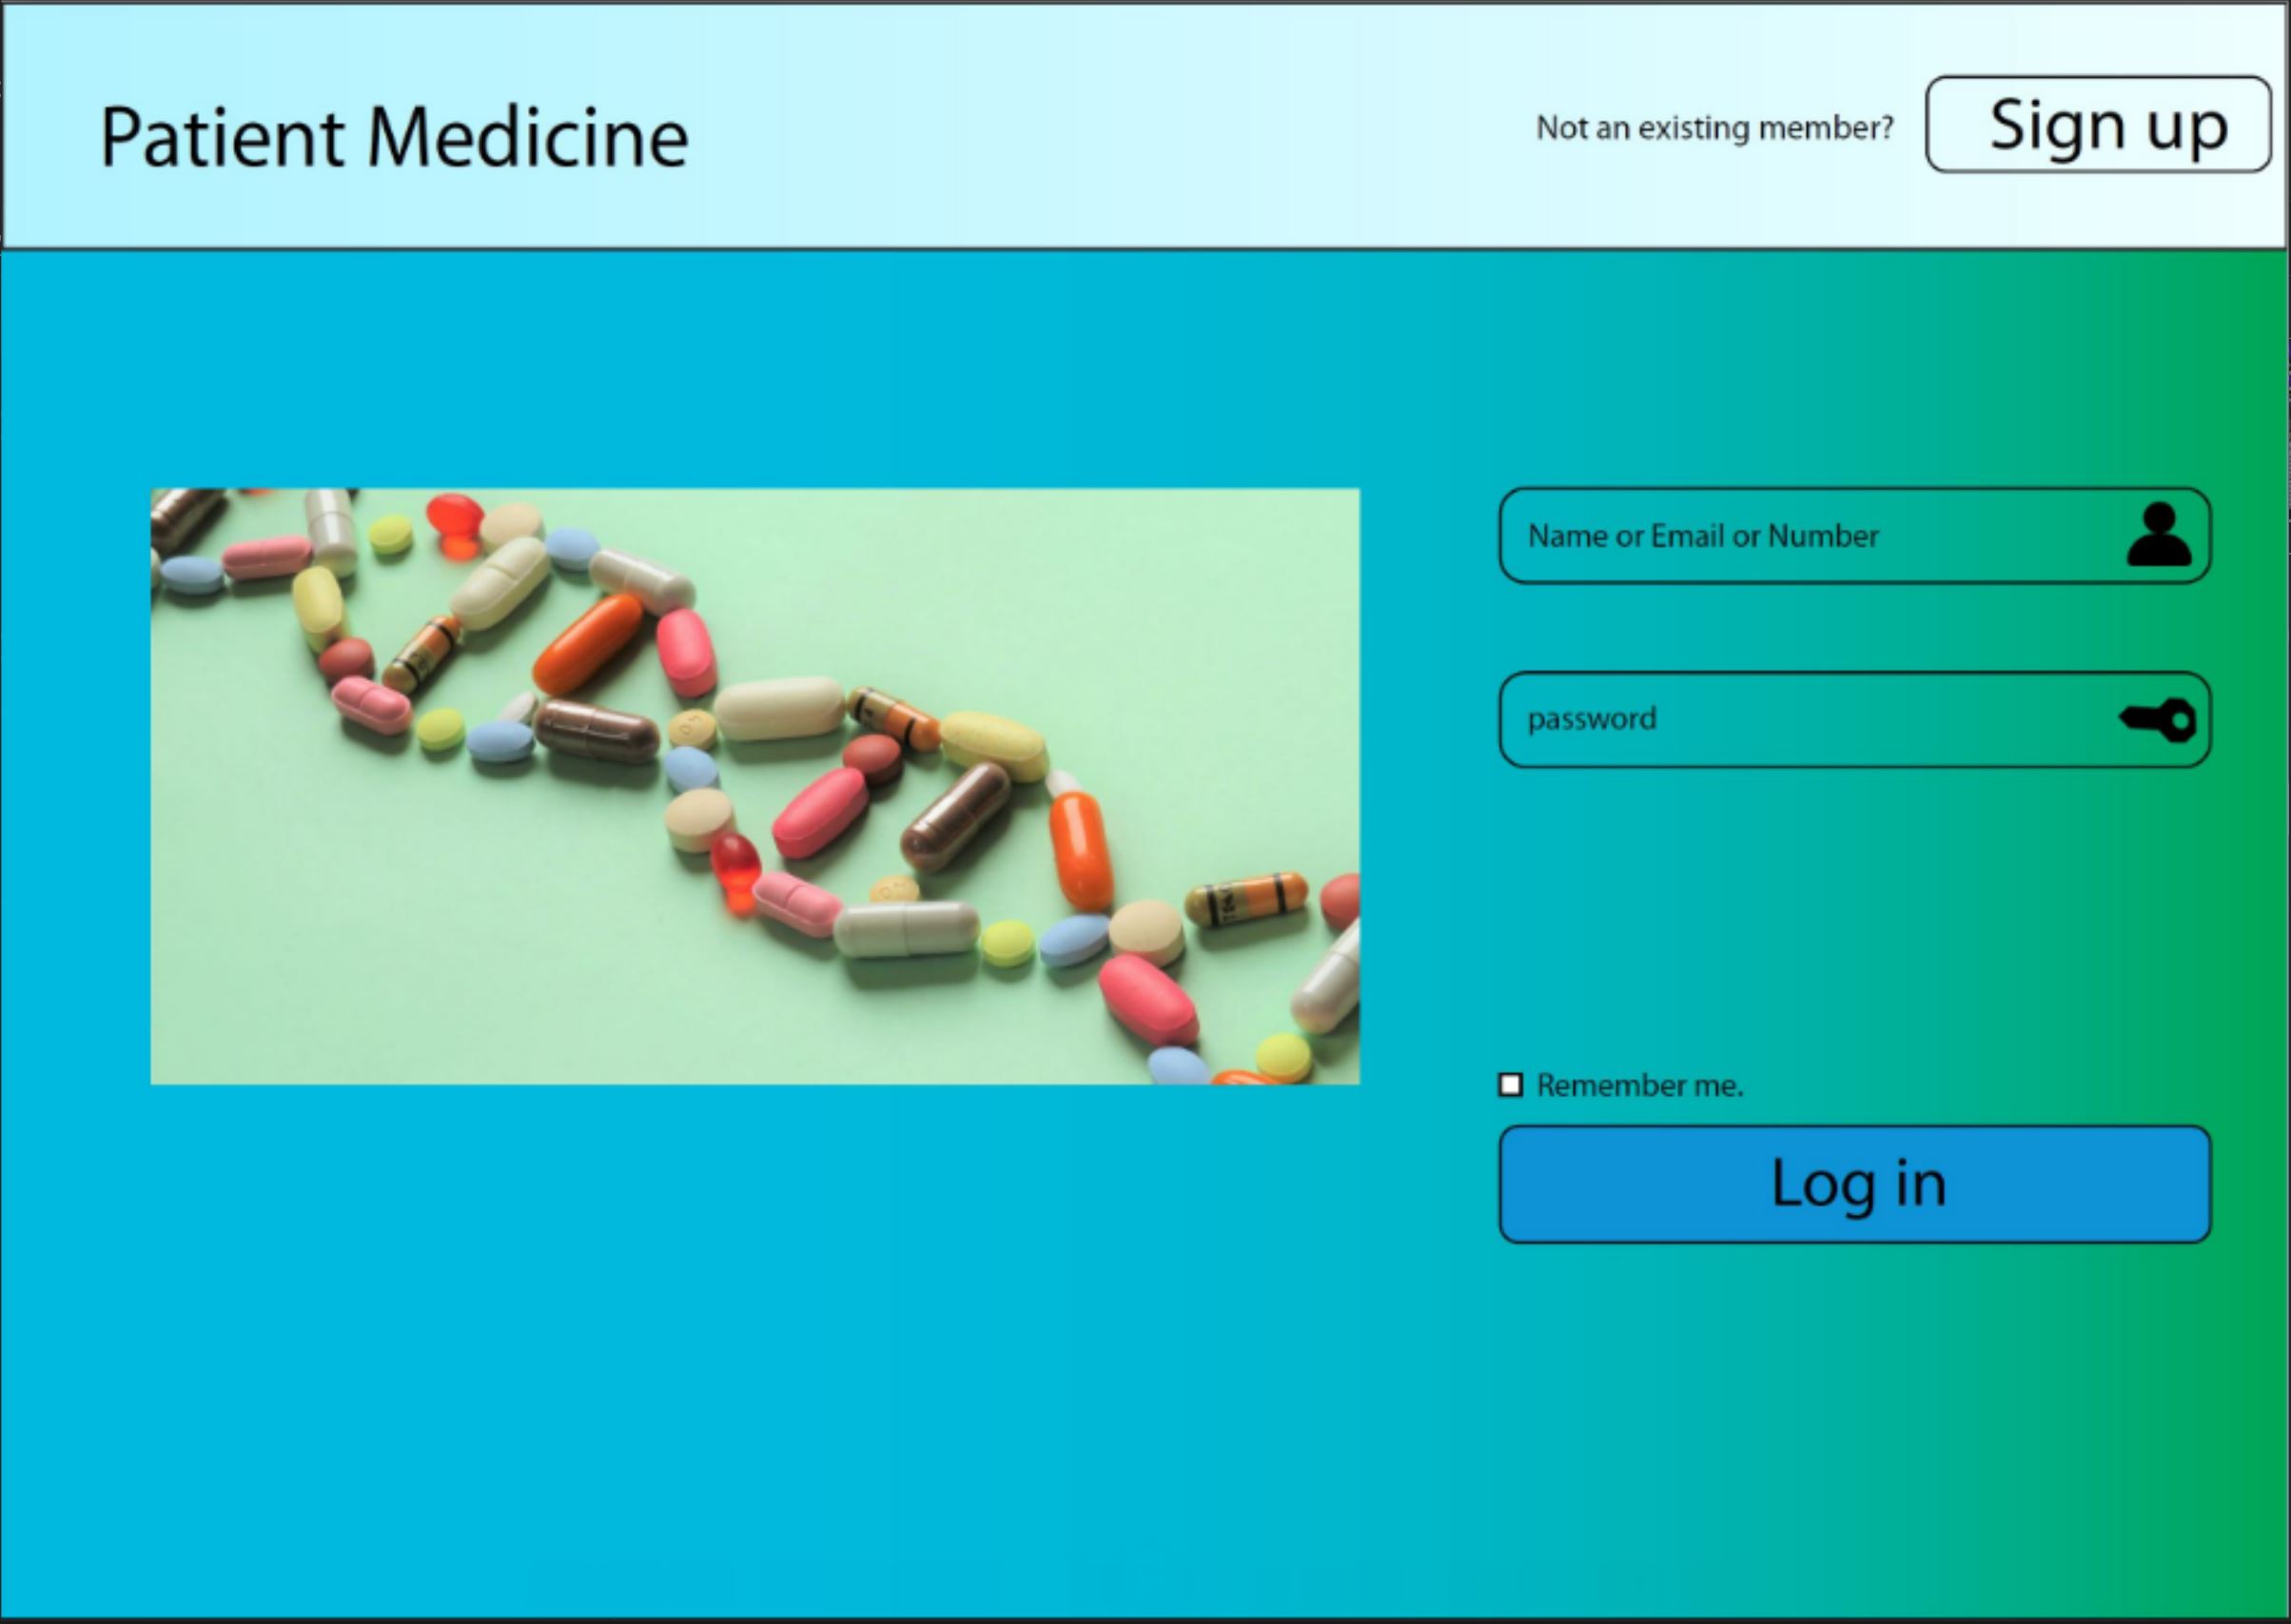 Patient Medicine
Not an existing member?
Sign up
Name or Email or Number
password
Remember me.
Log in